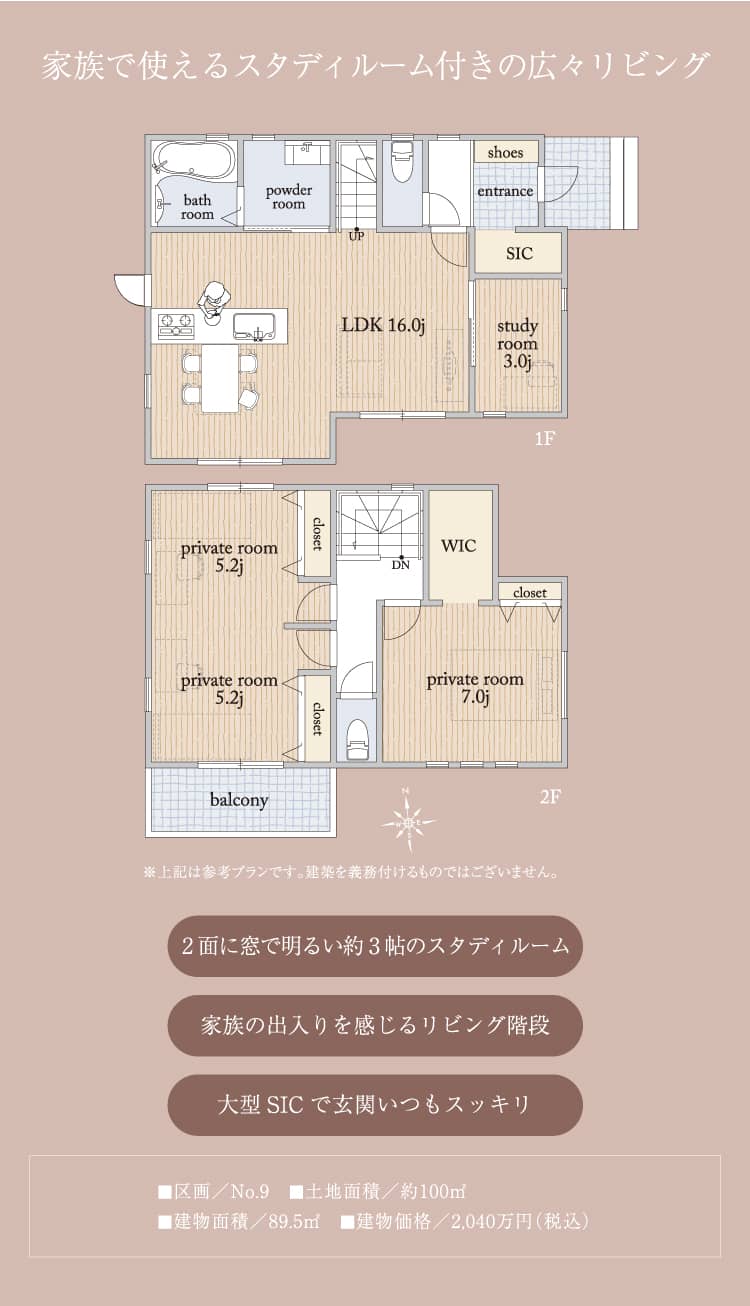 家族で使えるスタディルーム付きの広々リビング
shoes
bath
room
powder
room
entrance
UP
SIC
LDK 16.0j
study
room
3.0j
1F
private room
5.2j
closet
DN
WIC
closet
private room
5.2j
closet
private room
7.0j
balcony
2F
N
W
E
S
※上記は参考プランです。建築を義務付けるものではございません。
2面に窓で明るい約3帖のスタディルーム
家族の出入りを感じるリビング階段
大型SICで玄関いつもスッキリ
■区画／No.9　■土地面積／約100㎡
■建物面積／89.5㎡　■建物価格／2,040万円（税込）